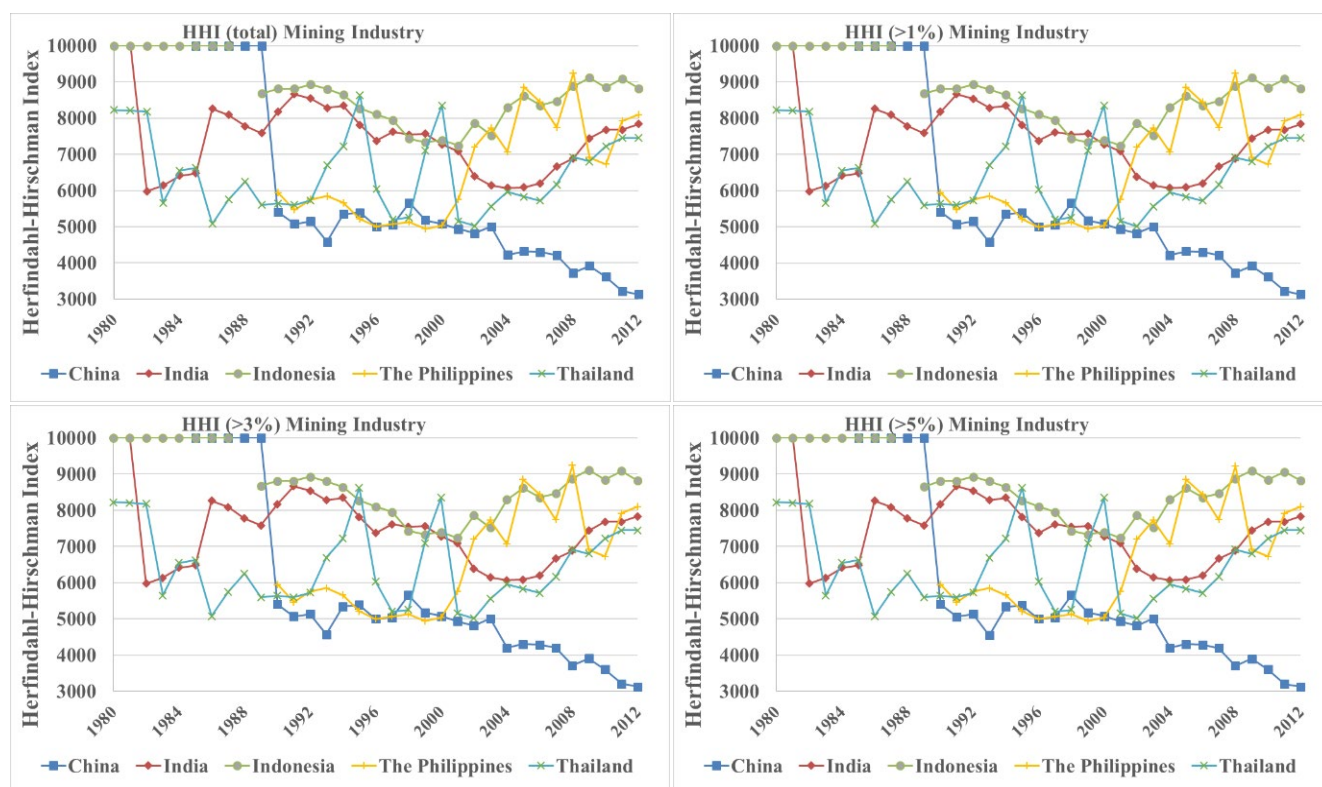 HHI (total) Mining Industry
Herfindahl-Hirschman Index
10000
9000
8000
7000
6000
5000
4000
3000
1980 1984 1988 1992 1996 2000 2004 2008 2012
China India Indonesia The Philippines Thailand
HHI (>1%) Mining Industry
Herfindahl-Hirschman Index
10000
9000
8000
7000
6000
5000
4000
3000
1980 1984 1988 1992 1996 2000 2004 2008 2012
China India Indonesia The Philippines Thailand
HHI (>3%) Mining Industry
Herfindahl-Hirschman Index
10000
9000
8000
7000
6000
5000
4000
3000
1980 1984 1988 1992 1996 2000 2004 2008 2012
China India Indonesia The Philippines Thailand
HHI (>5%) Mining Industry
Herfindahl-Hirschman Index
10000
9000
8000
7000
6000
5000
4000
3000
1980 1984 1988 1992 1996 2000 2004 2008 2012
China India Indonesia The Philippines Thailand